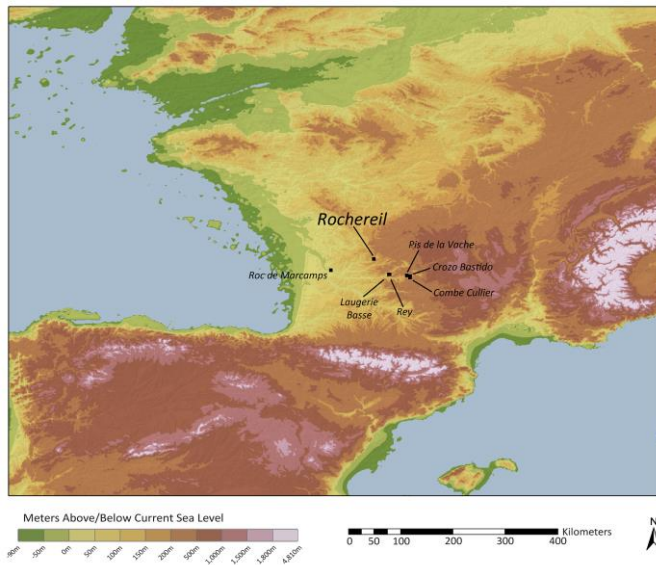 Rochereil
Pis de la Vache
Roc de Marcamps
Crozo Bastido
Combe Cullier
Laugerie
Basse
Rey
Meters Above/Below Current Sea Level
-90m
-50m
0m
50m
100m
150m
200m
500m
1,000m
1,500m
1,800m
4,810m
Kilometers
0 25 50 100 200 300 400
N